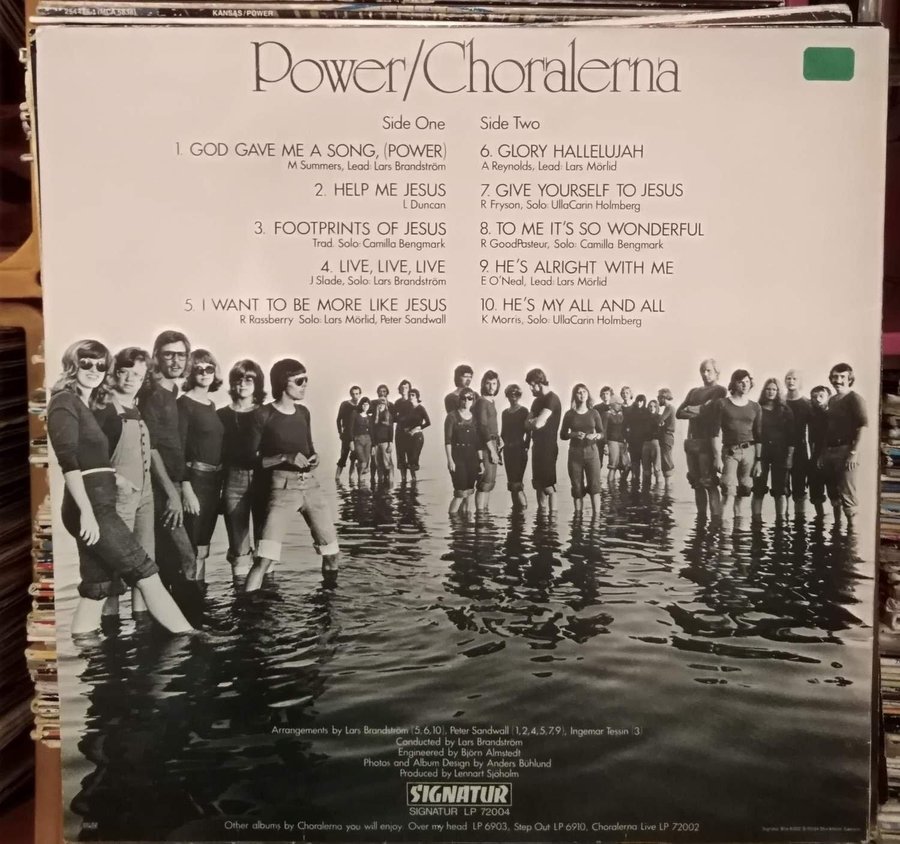 KANSAS/POWER
Power/Choralerna
Side One
1. GOD GAVE ME A SONG, (POWER)
M Summers, Lead: Lars Brandström
2. HELP ME JESUS
L Duncan
3. FOOTPRINTS OF JESUS
Trad. Solo: Camilla Bengmark
4. LIVE, LIVE, LIVE
J Slade, Solo: Lars Brandström
5. I WANT TO BE MORE LIKE JESUS
R Rassberry Solo: Lars Mörlid, Peter Sandwall
Side Two
6. GLORY HALLELUJAH
A Reynolds, Lead: Lars Mörlid
7. GIVE YOURSELF TO JESUS
R Fryson, Solo: UllaCarin Holmberg
8. TO ME IT'S SO WONDERFUL
R GoodPasteur, Solo: Camilla Bengmark
9. HE'S ALRIGHT WITH ME
E O'Neal, Lead: Lars Mörlid
10. HE'S MY ALL AND ALL
K Morris, Solo: UllaCarin Holmberg
Arrangements by Lars Brandström (5,6,10), Peter Sandwall (1,2,4,5,7,9), Ingemar Tessin (3)
Conducted by Lars Brandström
Engineered by Björn Almstedt
Photos and Album Design by Anders Bühlund
Produced by Lennart Sjöholm
SIGNATUR
SIGNATUR LP 72004
Other albums by Choralerna you will enjoy. Over my head LP 6903, Step Out LP 6910, Choralerna Live LP 72002